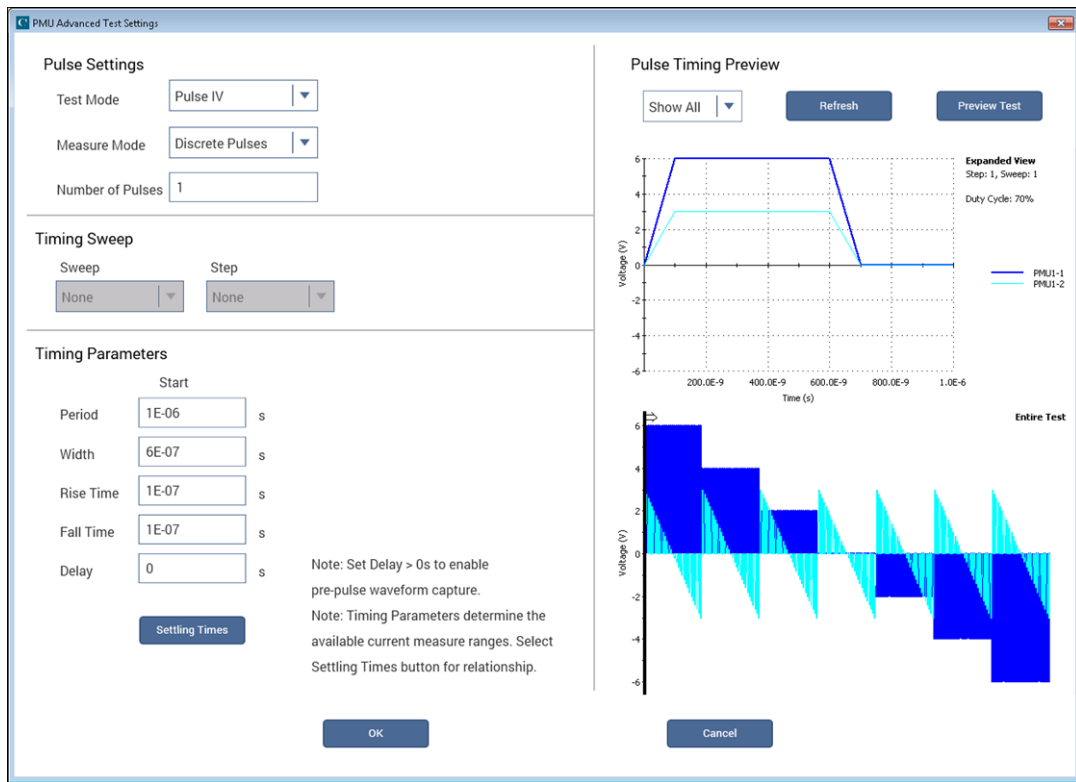 PMU Advanced Test Settings
Pulse Settings
Test Mode
Pulse IV
Measure Mode
Discrete Pulses
Number of Pulses
1
Timing Sweep
Sweep
Step
None
None
Timing Parameters
Start
Period
1E-06
s
Width
6E-07
s
Rise Time
1E-07
s
Fall Time
1E-07
s
Delay
0
s
Settling Times
Note: Set Delay > 0s to enable
pre-pulse waveform capture.
Note: Timing Parameters determine the
available current measure ranges. Select
Settling Times button for relationship.
Pulse Timing Preview
Show All
Refresh
Preview Test
6
4
2
0
-2
-4
-6
Voltage (V)
200.0E-9 400.0E-9 600.0E-9 800.0E-9 1.0E-6
Time (s)
Expanded View
Step: 1, Sweep: 1
Duty Cycle: 70%
PMU1-1
PMU1-2
Entire Test
6
4
2
0
-2
-4
-6
Voltage (V)
OK
Cancel